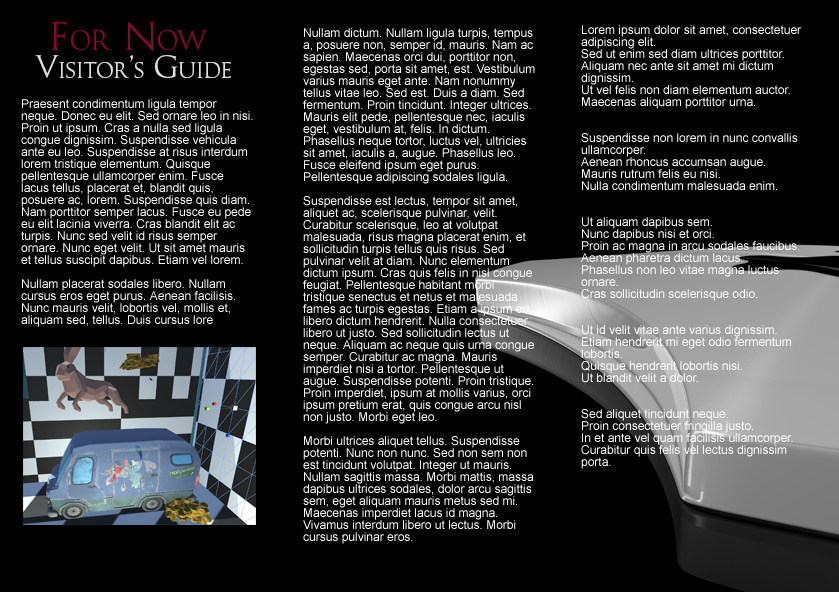 For Now
Visitor's Guide
Praesent condimentum ligula tempor
neque. Donec eu elit. Sed ornare leo in nisi.
Proin ut ipsum. Cras a nulla sed ligula
congue dignissim. Suspendisse vehicula
ante eu leo. Suspendisse at risus interdum
lorem tristique elementum. Quisque
pellentesque ullamcorper enim. Fusce
lacus tellus, placerat et, blandit quis,
posuere ac, lorem. Suspendisse quis diam.
Nam porttitor semper lacus. Fusce eu pede
eu elit lacinia viverra. Cras blandit elit ac
turpis. Nunc sed velit id risus semper
ornare. Nunc eget velit. Ut sit amet mauris
et tellus suscipit dapibus. Etiam vel lorem.
Nullam placerat sodales libero. Nullam
cursus eros eget purus. Aenean facilisis.
Nunc mauris velit, lobortis vel, mollis et,
aliquam sed, tellus. Duis cursus lore
Nullam dictum. Nullam ligula turpis, tempus
a, posuere non, semper id, mauris. Nam ac
sapien. Maecenas orci dui, porttitor non,
egestas sed, porta sit amet, est. Vestibulum
varius mauris eget ante. Nam nonummy
tellus vitae leo. Sed est. Duis a diam. Sed
fermentum. Proin tincidunt. Integer ultrices.
Mauris elit pede, pellentesque nec, iaculis
eget, vestibulum at, felis. In dictum.
Phasellus neque tortor, luctus vel, ultricies
sit amet, iaculis a, augue. Phasellus leo.
Fusce eleifend ipsum eget purus.
Pellentesque adipiscing sodales ligula.
Suspendisse est lectus, tempor sit amet,
aliquet ac, scelerisque pulvinar, velit.
Curabitur scelerisque, leo at volutpat
malesuada, risus magna placerat enim, et
sollicitudin turpis tellus quis risus. Sed
pulvinar velit at diam. Nunc elementum
dictum ipsum. Cras quis felis in nisl congue
feugiat. Pellentesque habitant morbi
tristique senectus et netus et malesuada
fames ac turpis egestas. Etiam a ipsum eu
libero dictum hendrerit. Nulla consectetuer
libero ut justo. Sed sollicitudin lectus ut
neque. Aliquam ac neque quis urna congue
semper. Curabitur ac magna. Mauris
imperdiet nisi a tortor. Pellentesque ut
augue. Suspendisse potenti. Proin tristique.
Proin imperdiet, ipsum at mollis varius, orci
ipsum pretium erat, quis congue arcu nisl
non justo. Morbi eget leo.
Morbi ultrices aliquet tellus. Suspendisse
potenti. Nunc non nunc. Sed non sem non
est tincidunt volutpat. Integer ut mauris.
Nullam sagittis massa. Morbi mattis, massa
dapibus ultrices sodales, dolor arcu sagittis
sem, eget aliquam mauris metus sed mi.
Maecenas imperdiet lacus id magna.
Vivamus interdum libero ut lectus. Morbi
cursus pulvinar eros.
Lorem ipsum dolor sit amet, consectetuer
adipiscing elit.
Sed ut enim sed diam ultrices porttitor.
Aliquam nec ante sit amet mi dictum
dignissim.
Ut vel felis non diam elementum auctor.
Maecenas aliquam porttitor urna.
Suspendisse non lorem in nunc convallis
ullamcorper.
Aenean rhoncus accumsan augue.
Mauris rutrum felis eu nisi.
Nulla condimentum malesuada enim.
Ut aliquam dapibus sem.
Nunc dapibus nisi et orci.
Proin ac magna in arcu sodales faucibus.
Aenean pharetra dictum lacus.
Phasellus non leo vitae magna luctus
ornare.
Cras sollicitudin scelerisque odio.
Ut id velit vitae ante varius dignissim.
Etiam hendrerit mi eget odio fermentum
lobortis.
Quisque hendrerit lobortis nisi.
Ut blandit velit a dolor.
Sed aliquet tincidunt neque.
Proin consectetuer fringilla justo.
In et ante vel quam facilisis ullamcorper.
Curabitur quis felis vel lectus dignissim
porta.